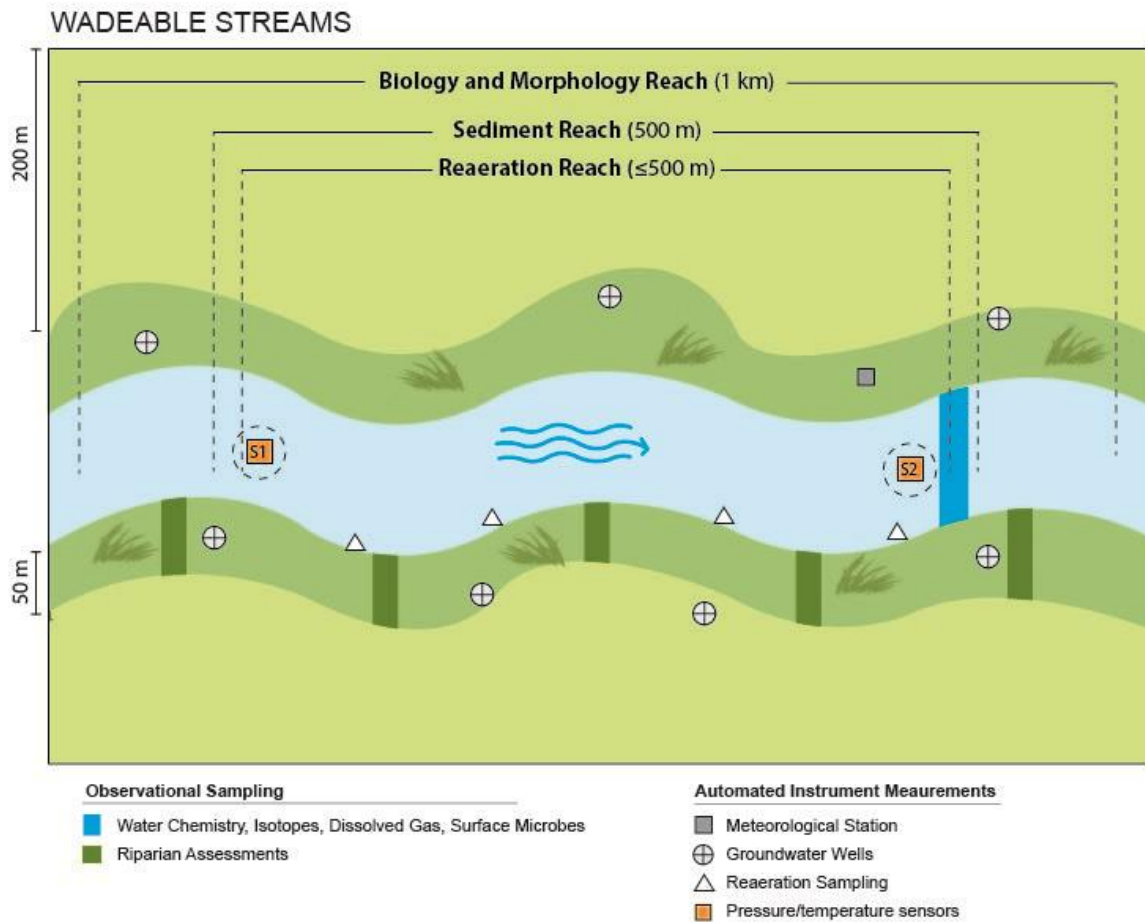 WADEABLE STREAMS
Biology and Morphology Reach (1 km)
Sediment Reach (500 m)
Reaeration Reach (≤500 m)
200 m
S1
S2
50 m
Observational Sampling
Water Chemistry, Isotopes, Dissolved Gas, Surface Microbes
Riparian Assessments
Automated Instrument Meaurements
Meteorological Station
Groundwater Wells
Reaeration Sampling
Pressure/temperature sensors